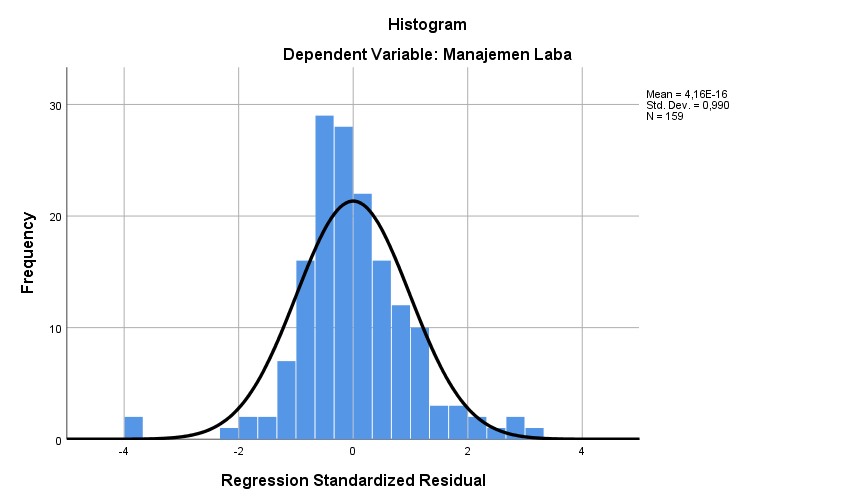 Histogram
Dependent Variable: Manajemen Laba
Mean = 4,16E-16
Std. Dev. = 0,990
N = 159
30
20
10
0
Frequency
-4 -2 0 2 4
Regression Standardized Residual